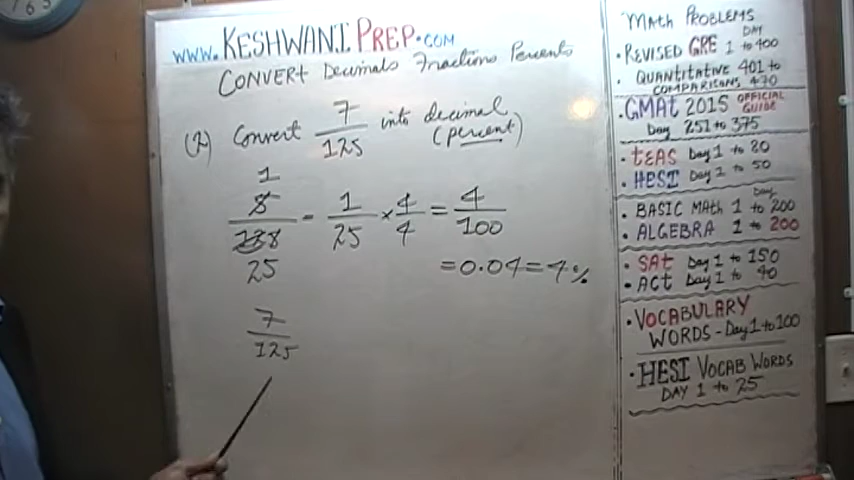 www.KESHWANI PREP.COM
CONVERT Decimals Fractions Percents
(2) Convert 7/125 into decimal
(percent)
1
5/125 = 1/25 × 4/4 = 4/100
25
= 0.04 = 4%
7
125
MATH PROBLEMS
• REVISED GRE DAY 1 to 400
• QUANTITATIVE 401 to
COMPARISONS 470
• GMAT 2015 OFFICIAL GUIDE
Day 251 to 375
• TEAS Day 1 to 80
• HESI Day 1 to 50
Day
• BASIC MATH 1 to 200
• ALGEBRA 1 to 200
• SAt Day 1 to 150
• ACT Day 1 to 40
• VOCABULARY
WORDS - Day 1 to 100
• HESI VOCAB WORDS
DAY 1 to 25